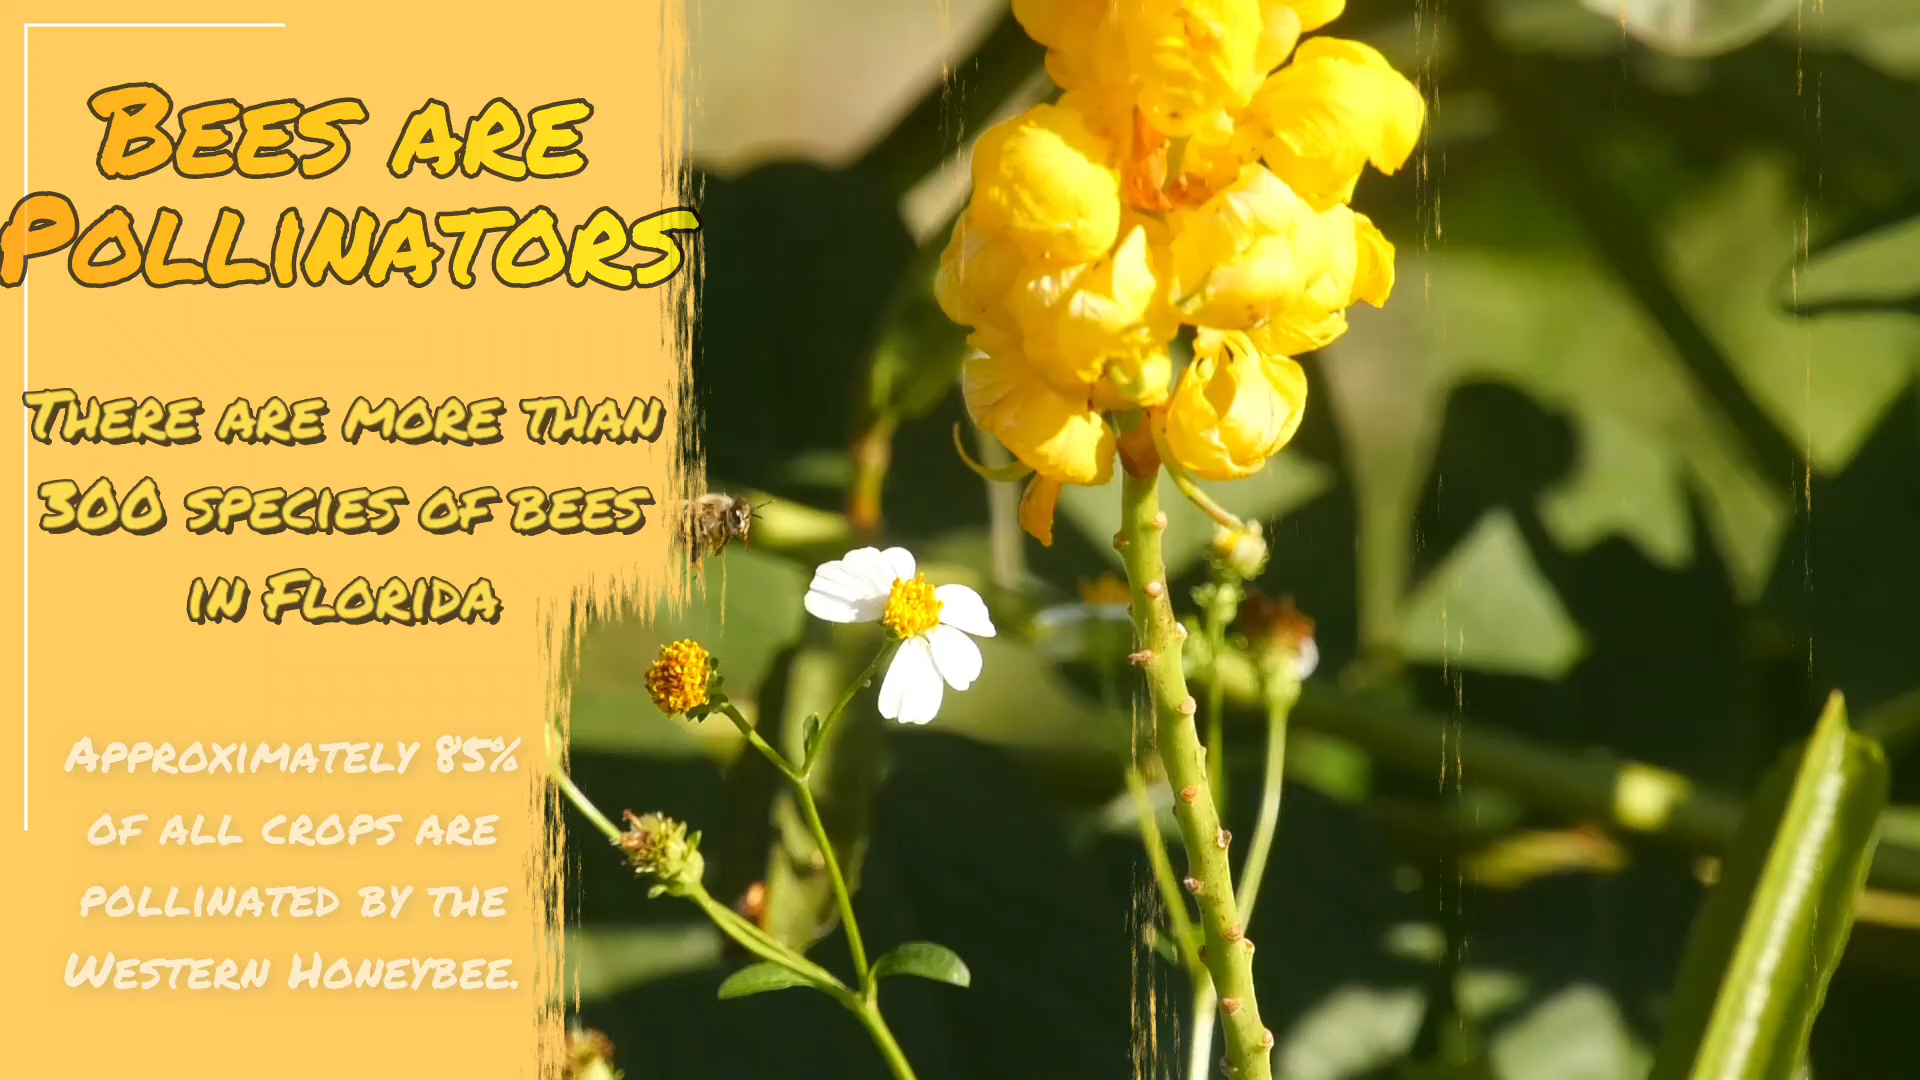 Bees are
Pollinators
There are more than
300 species of bees
in Florida
Approximately 85%
of all crops are
pollinated by the
Western Honeybee.